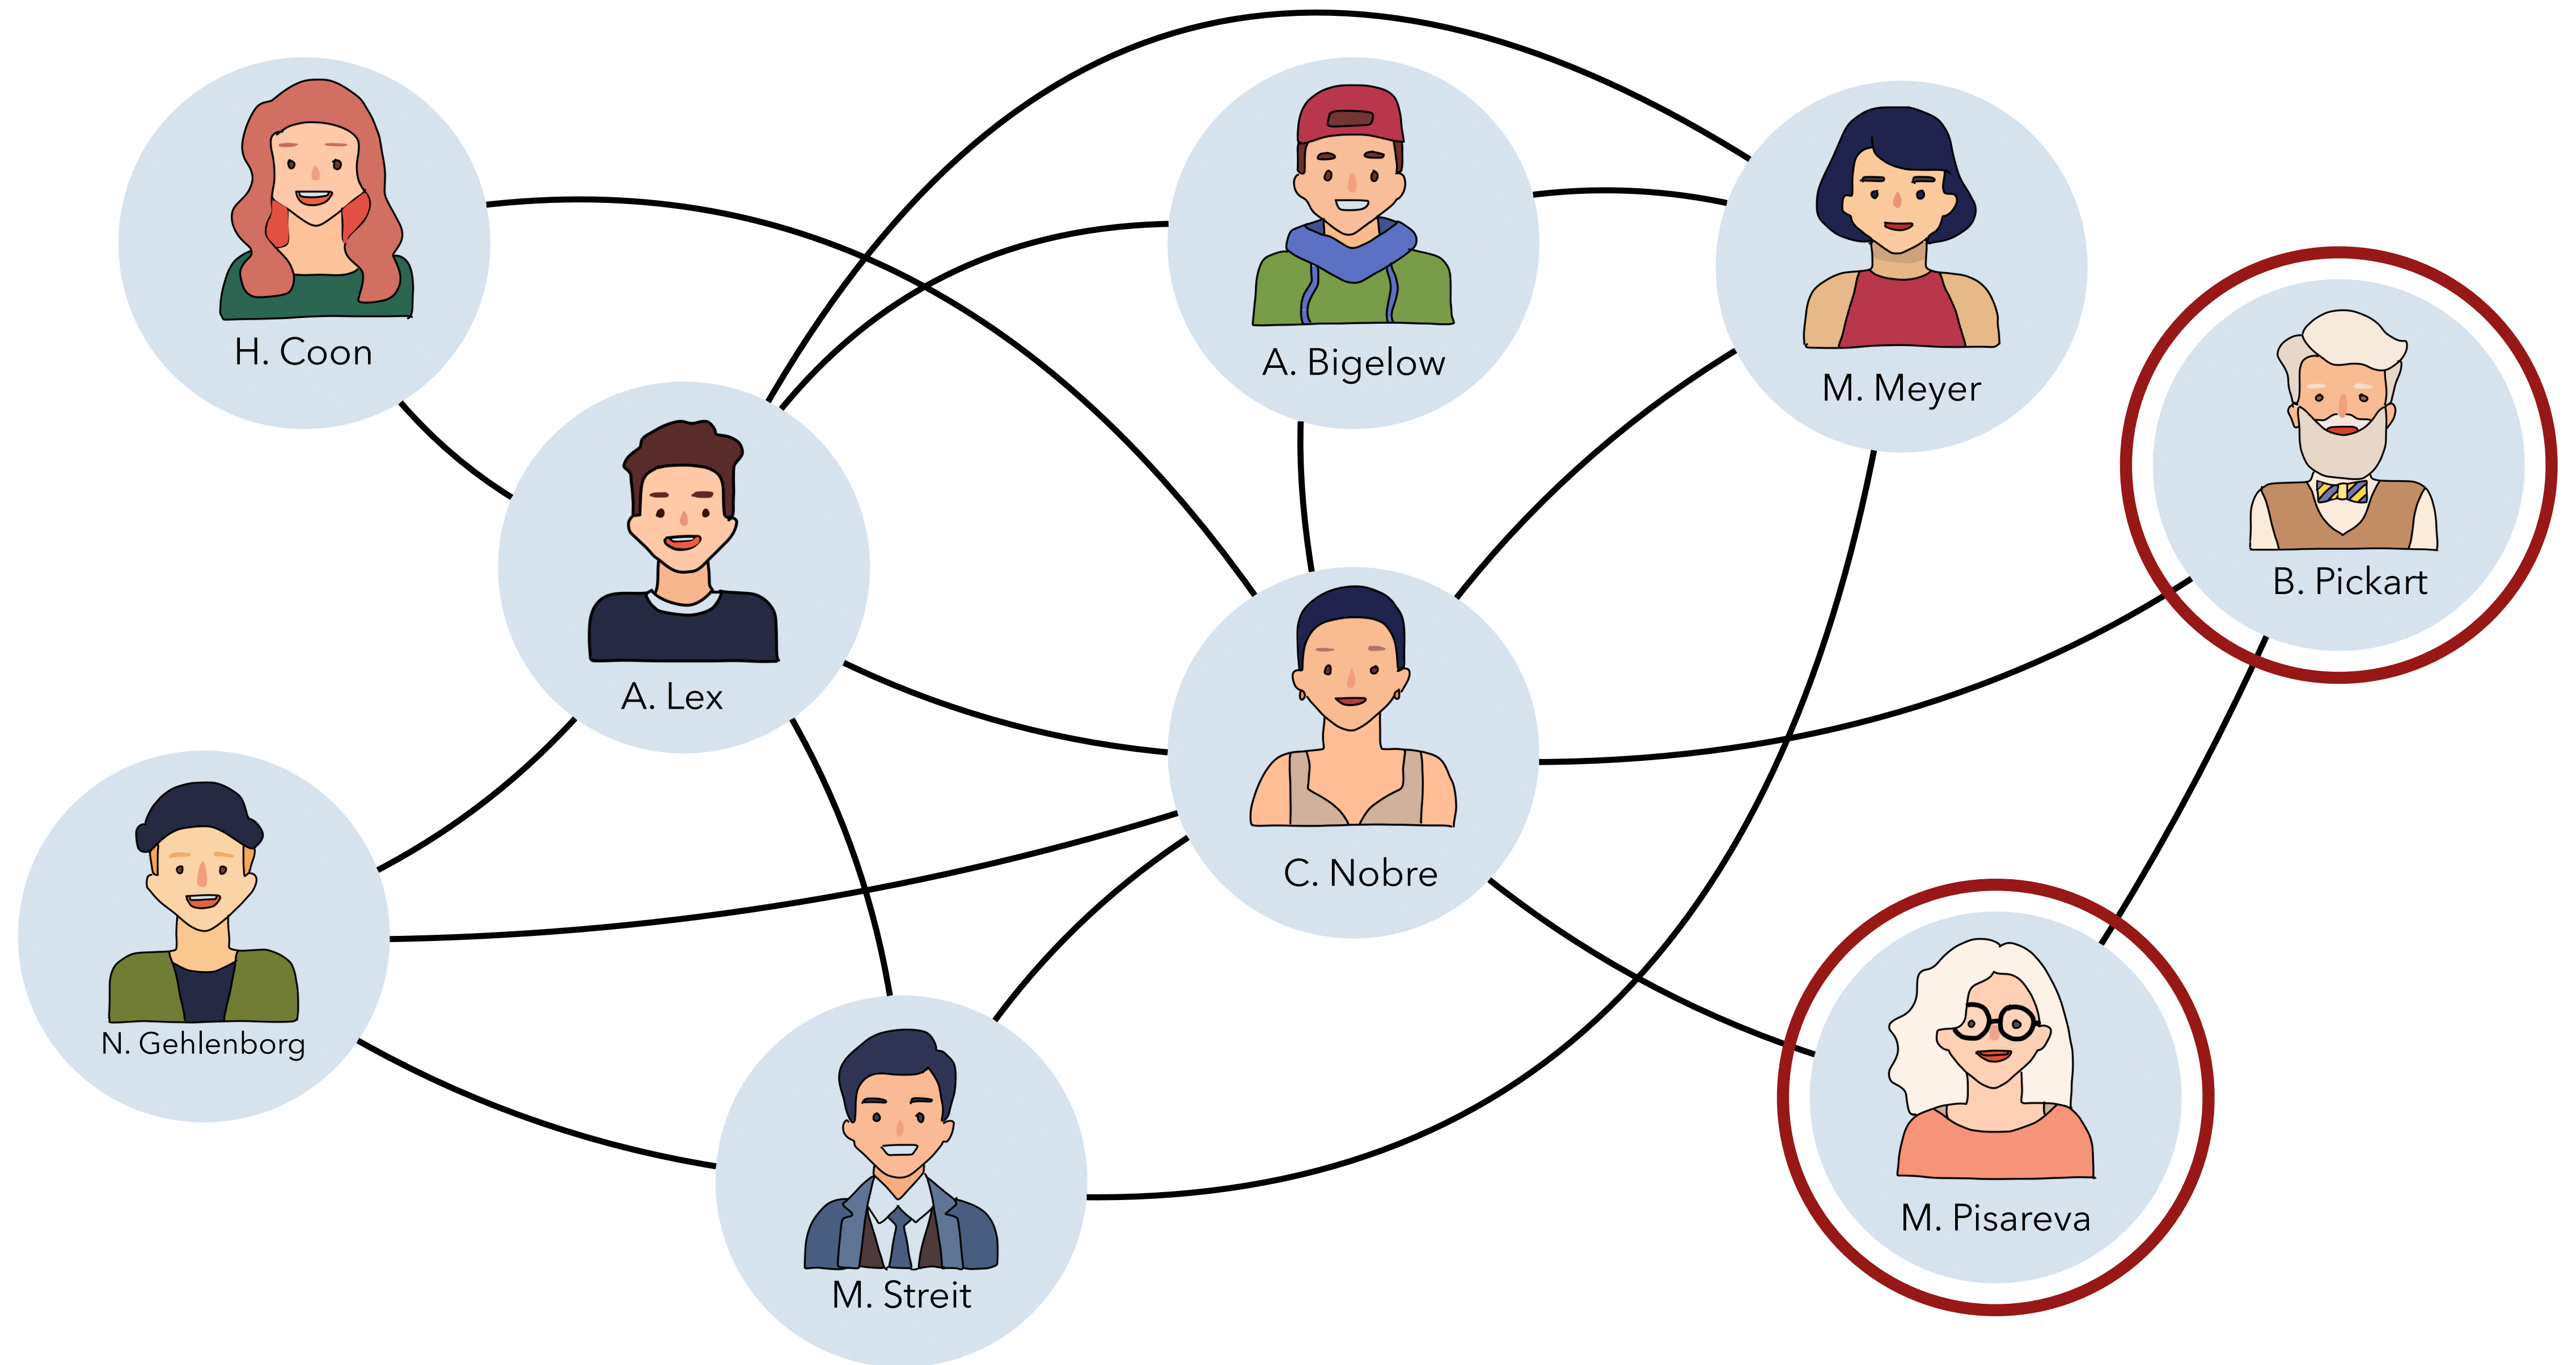 H. Coon
A. Bigelow
M. Meyer
B. Pickart
A. Lex
C. Nobre
N. Gehlenborg
M. Pisareva
M. Streit